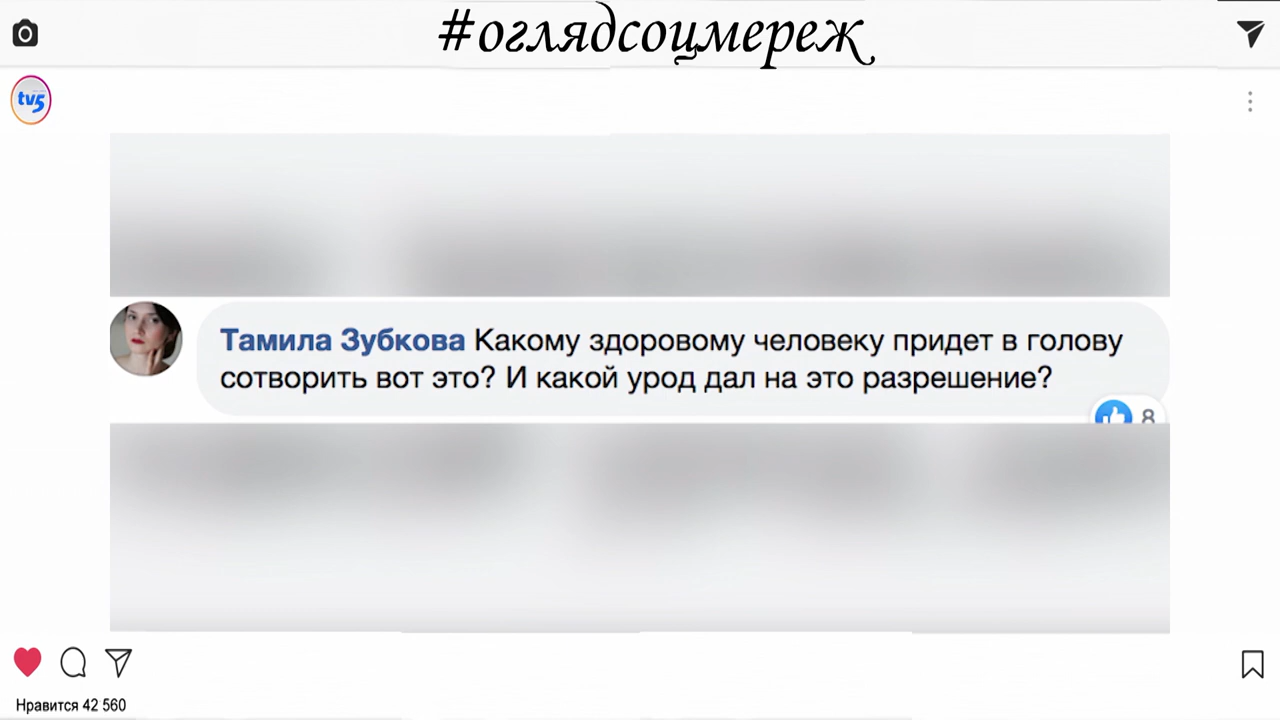 #оглядсоцмереж
tv5
Тамила Зубкова Какому здоровому человеку придет в голову
сотворить вот это? И какой урод дал на это разрешение?
8
Нравится 42 560